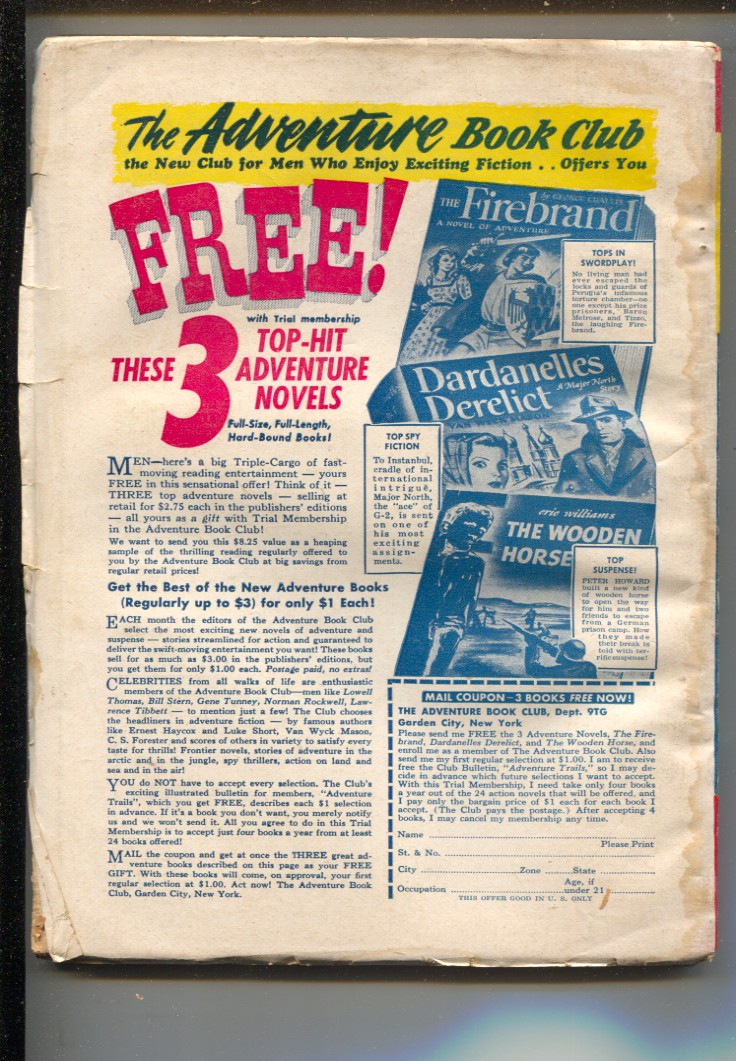 The Adventure Book Club
the New Club for Men Who Enjoy Exciting Fiction . . Offers You
FREE!
with Trial membership
THESE 3 TOP-HIT
ADVENTURE
NOVELS
Full-Size, Full-Length,
Hard-Bound Books!
MEN—here's a big Triple-Cargo of fast-
moving reading entertainment — yours
FREE in this sensational offer! Think of it —
THREE top adventure novels — selling at
retail for $2.75 each in the publishers' editions
— all yours as a gift with Trial Membership
in the Adventure Book Club!
We want to send you this $8.25 value as a heaping
sample of the thrilling reading regularly offered to
you by the Adventure Book Club at big savings from
regular retail prices!
Get the Best of the New Adventure Books
(Regularly up to $3) for only $1 Each!
EACH month the editors of the Adventure Book Club
select the most exciting new novels of adventure and
suspense — stories streamlined for action and guaranteed to
deliver the swift-moving entertainment you want! These books
sell for as much as $3.00 in the publishers' editions, but
you get them for only $1.00 each. Postage paid, no extras!
CELEBRITIES from all walks of life are enthusiastic
members of the Adventure Book Club—men like Lowell
Thomas, Bill Stern, Gene Tunney, Norman Rockwell, Law-
rence Tibbett — to mention just a few! The Club chooses
the headliners in adventure fiction — by famous authors
like Ernest Haycox and Luke Short, Van Wyck Mason,
C. S. Forester and scores of others in variety to satisfy every
taste for thrills! Frontier novels, stories of adventure in the
arctic and in the jungle, spy thrillers, action on land and
sea and in the air!
YOU do NOT have to accept every selection. The Club's
exciting illustrated bulletin for members, "Adventure
Trails", which you get FREE, describes each $1 selection
in advance. If it's a book you don't want, you merely notify
us and we won't send it. All you agree to do in this Trial
Membership is to accept just four books a year from at least
24 books offered!
MAIL the coupon and get at once the THREE great ad-
venture books described on this page as your FREE
GIFT. With these books will come, on approval, your first
regular selection at $1.00. Act now! The Adventure Book
Club, Garden City, New York.
by GEORGE CHALLIS
THE Firebrand
A NOVEL OF ADVENTURE
TOPS IN
SWORDPLAY!
No living man had
ever escaped the
locks and guards of
Perugia's infamous
torture chamber—no
one except his prize
prisoners, Baron
Melrose, and Tizzo,
the laughing Fire-
brand.
Dardanelles
Derelict
A Major North
Story
TOP SPY
FICTION
To Instanbul,
cradle of in-
ternational
intrigue,
Major North,
the "ace" of
G-2, is sent
on one of
his most
exciting
assign-
ments.
eric williams
THE WOODEN
HORSE
TOP
SUSPENSE!
PETER HOWARD
built a new kind
of wooden horse
to open the way
for him and two
friends to escape
from a German
prison camp. How
they made
their break is
told with ter-
rific suspense!
MAIL COUPON—3 BOOKS FREE NOW!
THE ADVENTURE BOOK CLUB, Dept. 9TG
Garden City, New York
Please send me FREE the 3 Adventure Novels, The Fire-
brand, Dardanelles Derelict, and The Wooden Horse, and
enroll me as a member of The Adventure Book Club. Also
send me my first regular selection at $1.00. I am to receive
free the Club Bulletin, "Adventure Trails," so I may de-
cide in advance which future selections I want to accept.
With this Trial Membership, I need take only four books
a year out of the 24 action novels that will be offered, and
I pay only the bargain price of $1 each for each book I
accept. (The Club pays the postage.) After accepting 4
books, I may cancel my membership any time.
Name
Please Print
St. & No.
City Zone State
Occupation Age, if under 21
THIS OFFER GOOD IN U. S. ONLY